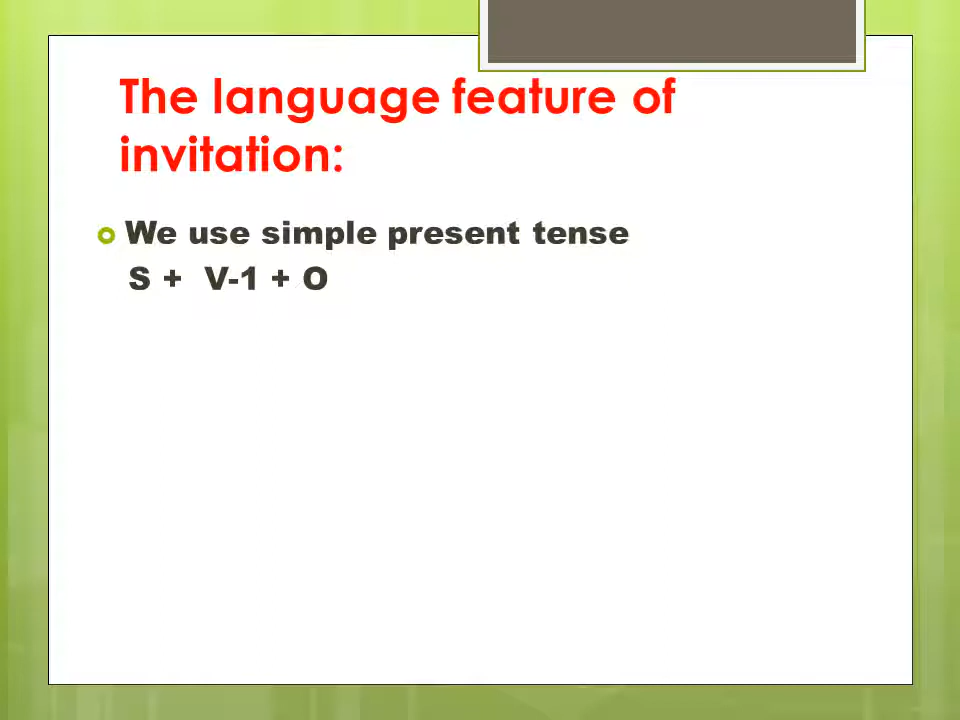 The language feature of
invitation:
We use simple present tense
S + V-1 + O